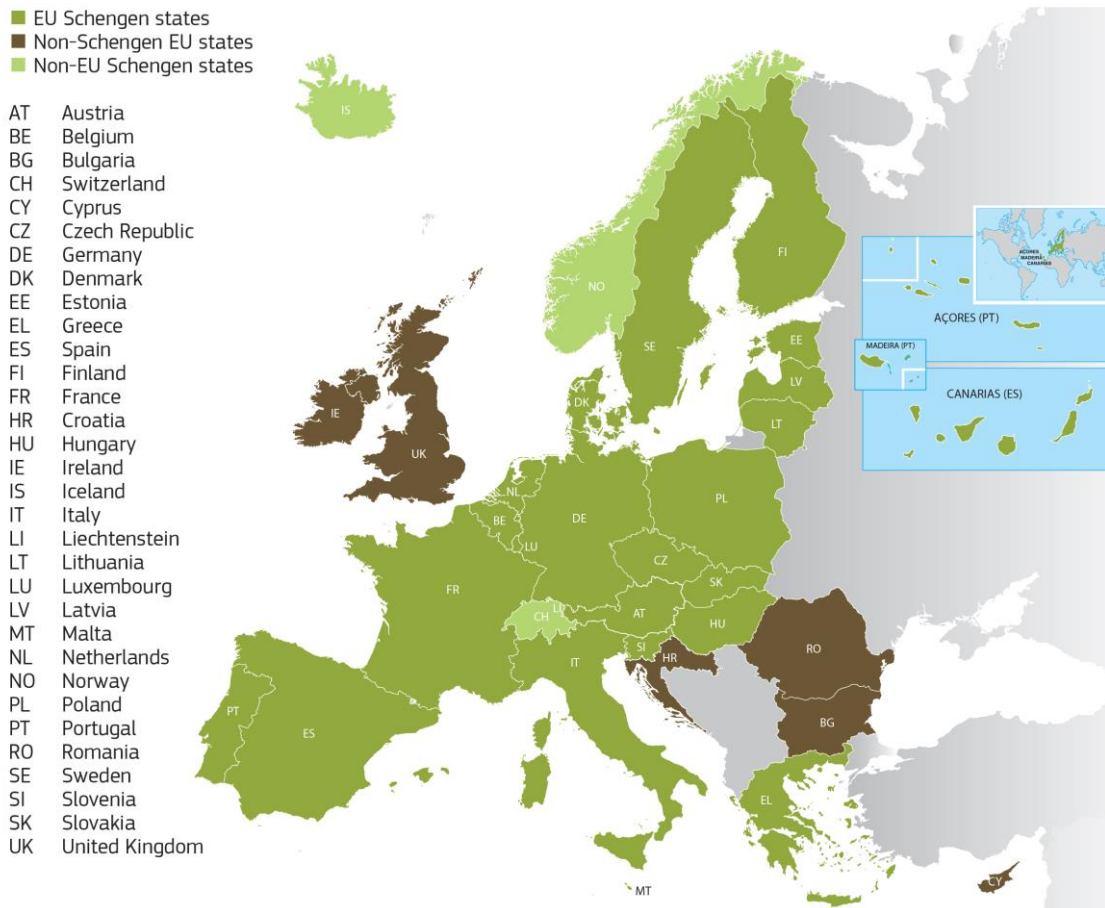 EU Schengen states
Non-Schengen EU states
Non-EU Schengen states
AT Austria
BE Belgium
BG Bulgaria
CH Switzerland
CY Cyprus
CZ Czech Republic
DE Germany
DK Denmark
EE Estonia
EL Greece
ES Spain
FI Finland
FR France
HR Croatia
HU Hungary
IE Ireland
IS Iceland
IT Italy
LI Liechtenstein
LT Lithuania
LU Luxembourg
LV Latvia
MT Malta
NL Netherlands
NO Norway
PL Poland
PT Portugal
RO Romania
SE Sweden
SI Slovenia
SK Slovakia
UK United Kingdom
IS
NO
SE
FI
EE
LV
LT
DK
IE
UK
NL
BE
LU
DE
PL
CZ
SK
FR
CH
LI
AT
HU
SI
HR
IT
RO
BG
PT
ES
EL
MT
CY
AÇORES
MADEIRA
CANARIAS
AÇORES (PT)
MADEIRA (PT)
CANARIAS (ES)